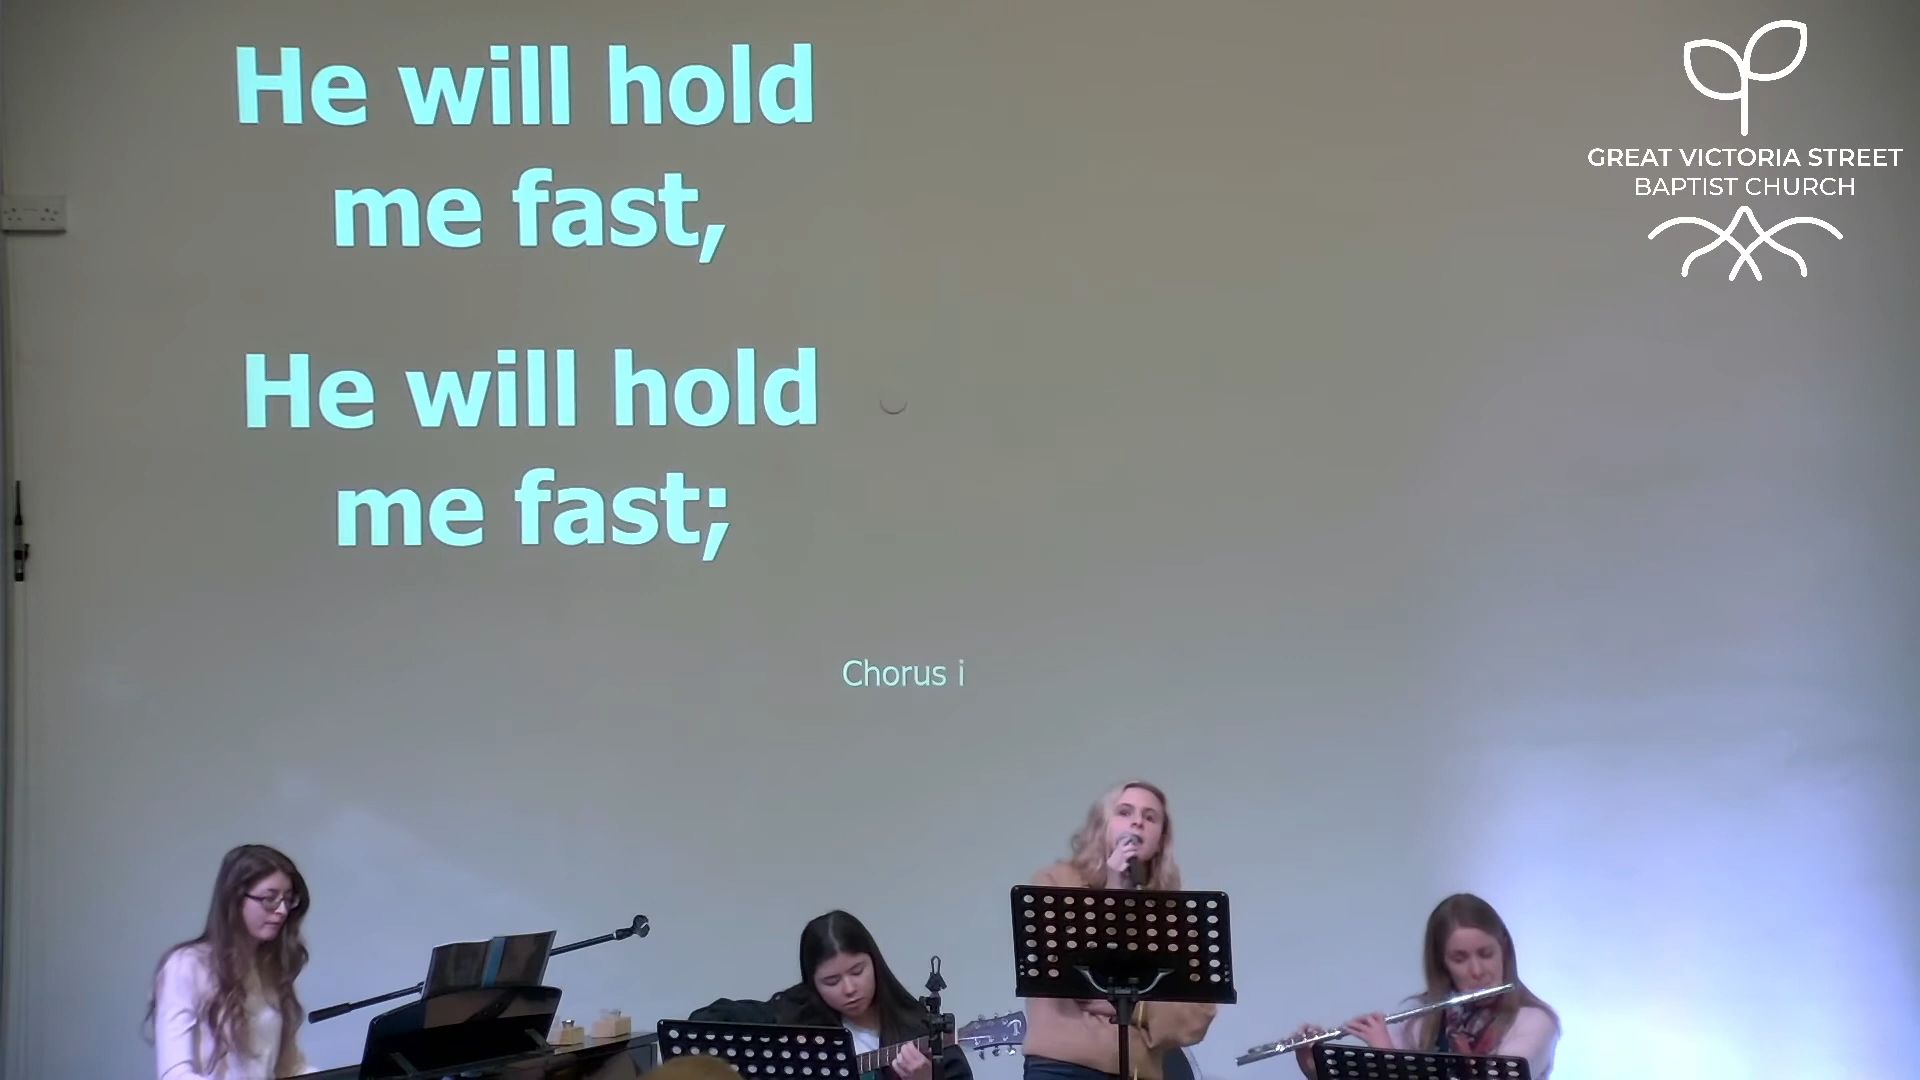 He will hold
me fast,
He will hold
me fast;
Chorus i
GREAT VICTORIA STREET
BAPTIST CHURCH